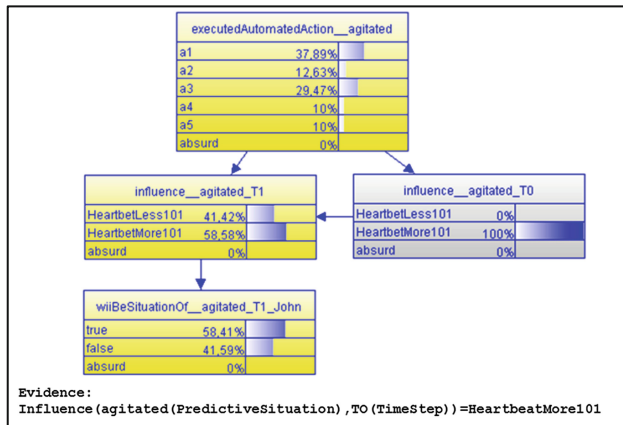 executedAutomatedAction__agitated
a1 37,89%
a2 12,63%
a3 29,47%
a4 10%
a5 10%
absurd 0%
influence__agitated_T1
HeartbetLess101 41,42%
HeartbetMore101 58,58%
absurd 0%
influence__agitated_T0
HeartbetLess101 0%
HeartbetMore101 100%
absurd 0%
wiiBeSituationOf__agitated_T1_John
true 58,41%
false 41,59%
absurd 0%
Evidence:
Influence(agitated(PredictiveSituation),TO(TimeStep))=HeartbeatMore101